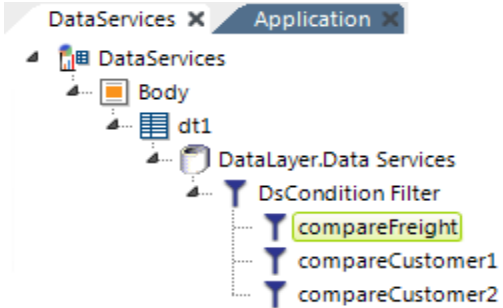 DataServices Application
DataServices
Body
dt1
DataLayer.Data Services
DsCondition Filter
compareFreight
compareCustomer1
compareCustomer2